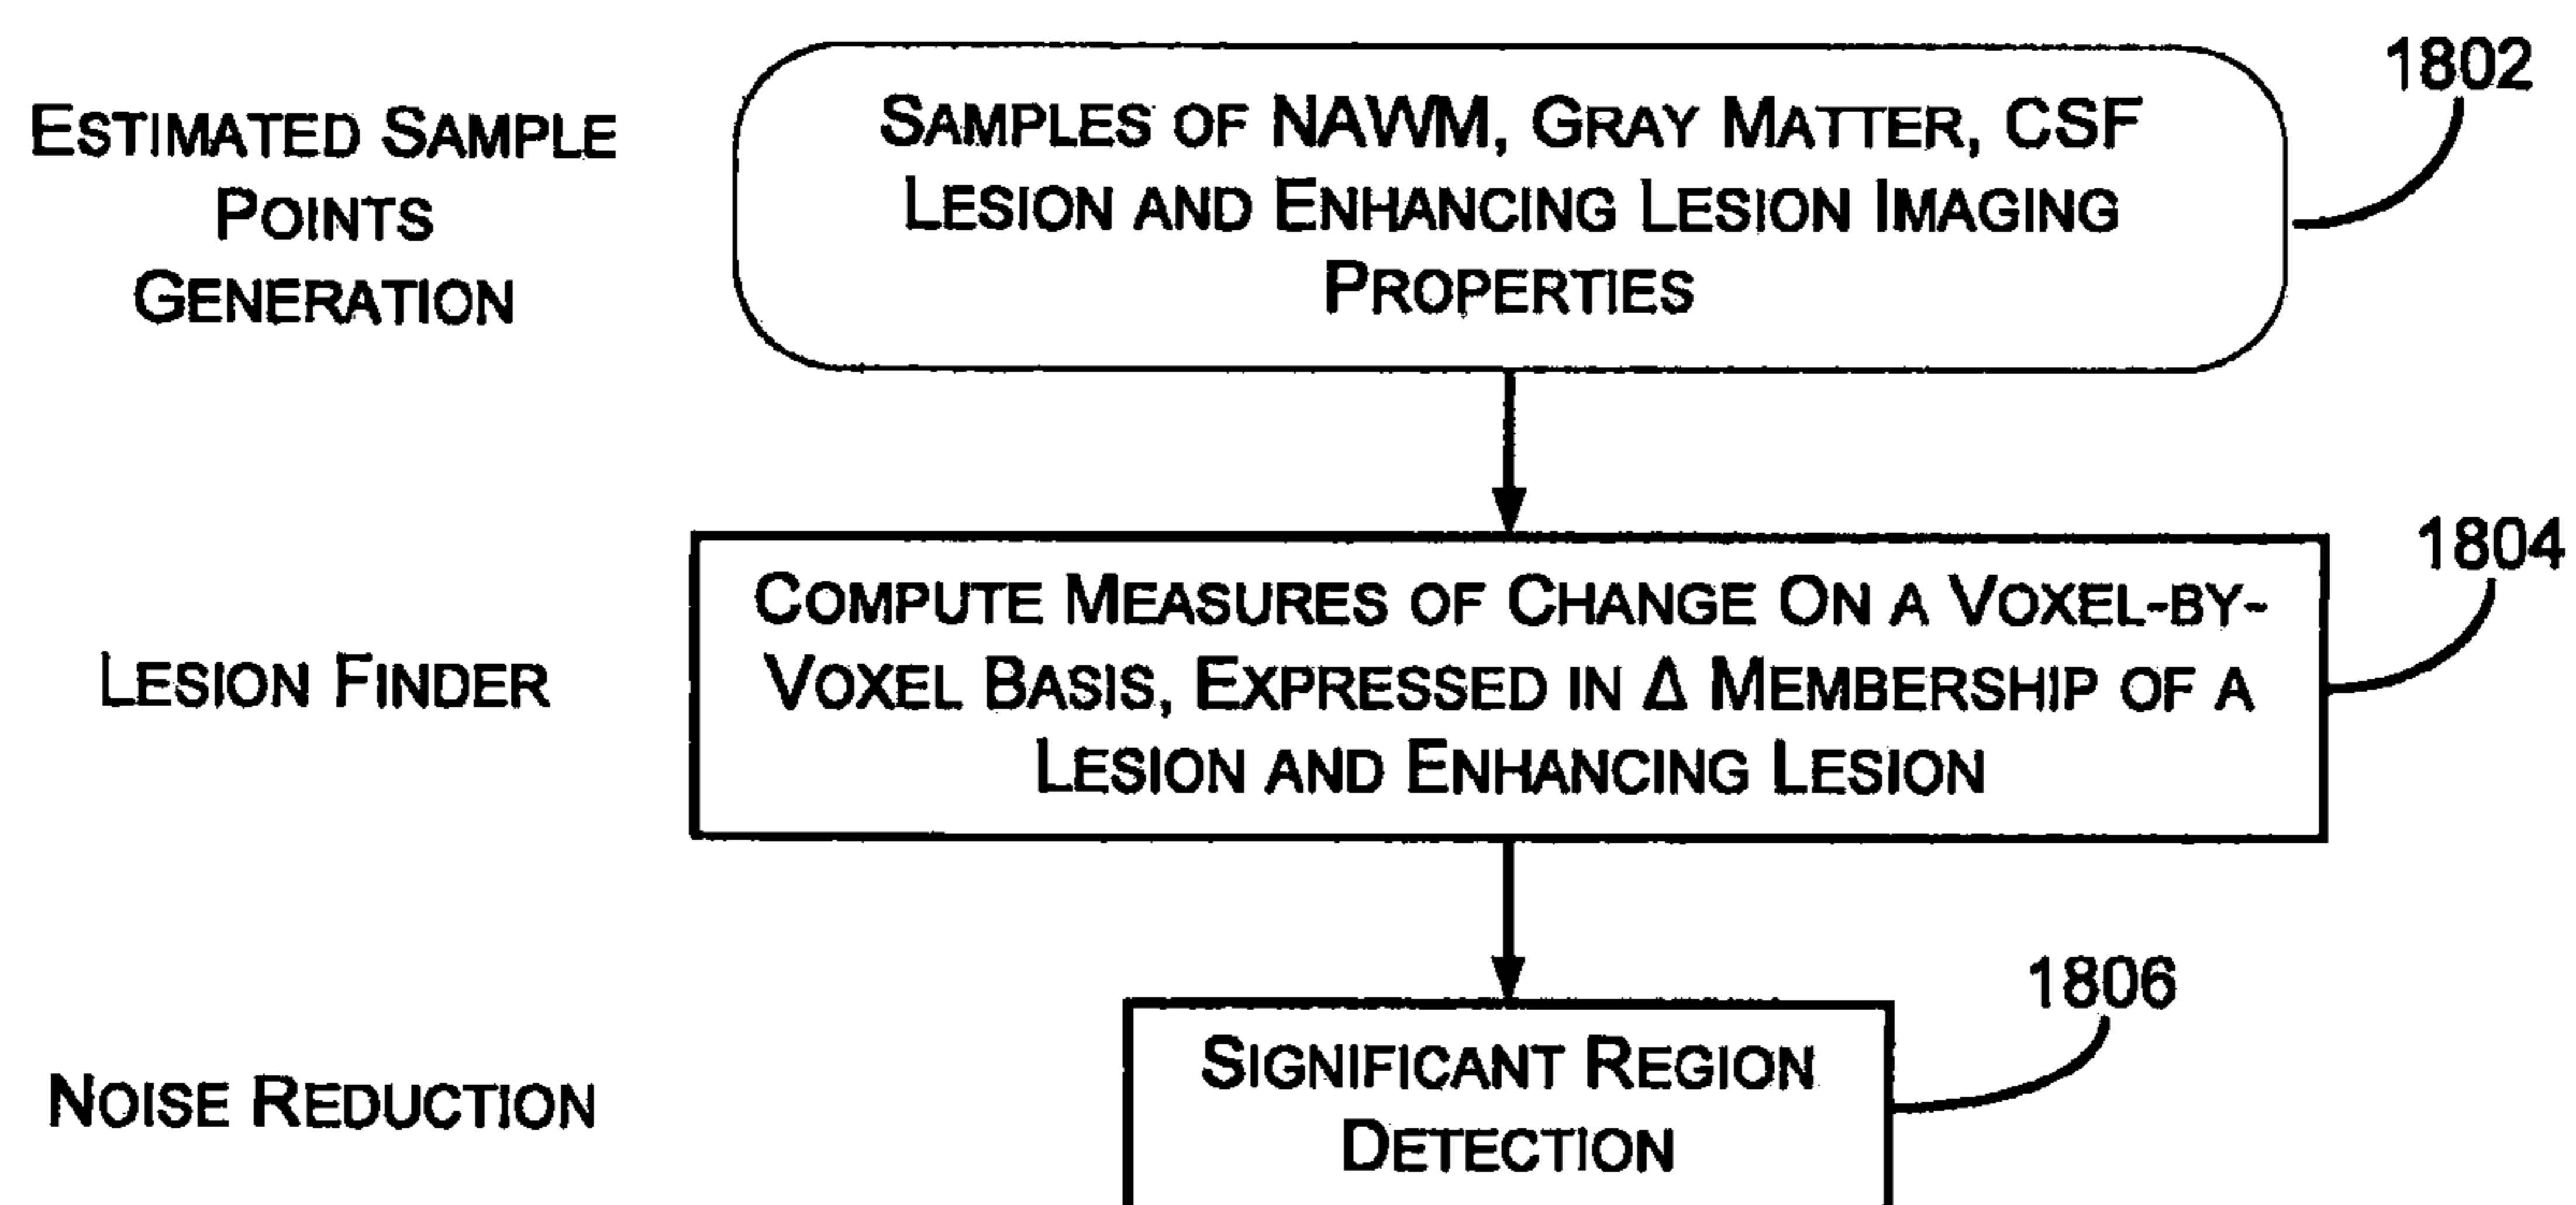 ESTIMATED SAMPLE
POINTS
GENERATION
SAMPLES OF NAWM, GRAY MATTER, CSF
LESION AND ENHANCING LESION IMAGING
PROPERTIES
1802
LESION FINDER
COMPUTE MEASURES OF CHANGE ON A VOXEL-BY-
VOXEL BASIS, EXPRESSED IN Δ MEMBERSHIP OF A
LESION AND ENHANCING LESION
1804
NOISE REDUCTION
SIGNIFICANT REGION
DETECTION
1806